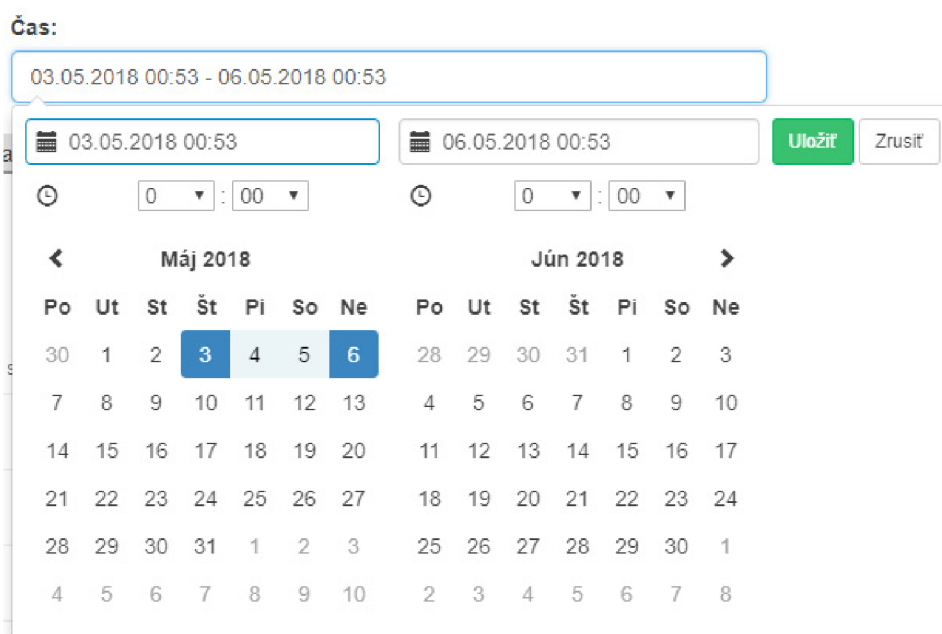 Čas:
03.05.2018 00:53 - 06.05.2018 00:53
03.05.2018 00:53 06.05.2018 00:53 Uložiť Zrusiť
0 : 00 0 : 00
Máj 2018 Jún 2018
Po Ut St Št Pi So Ne Po Ut St Št Pi So Ne
30 1 2 3 4 5 6 28 29 30 31 1 2 3
7 8 9 10 11 12 13 4 5 6 7 8 9 10
14 15 16 17 18 19 20 11 12 13 14 15 16 17
21 22 23 24 25 26 27 18 19 20 21 22 23 24
28 29 30 31 1 2 3 25 26 27 28 29 30 1
4 5 6 7 8 9 10 2 3 4 5 6 7 8